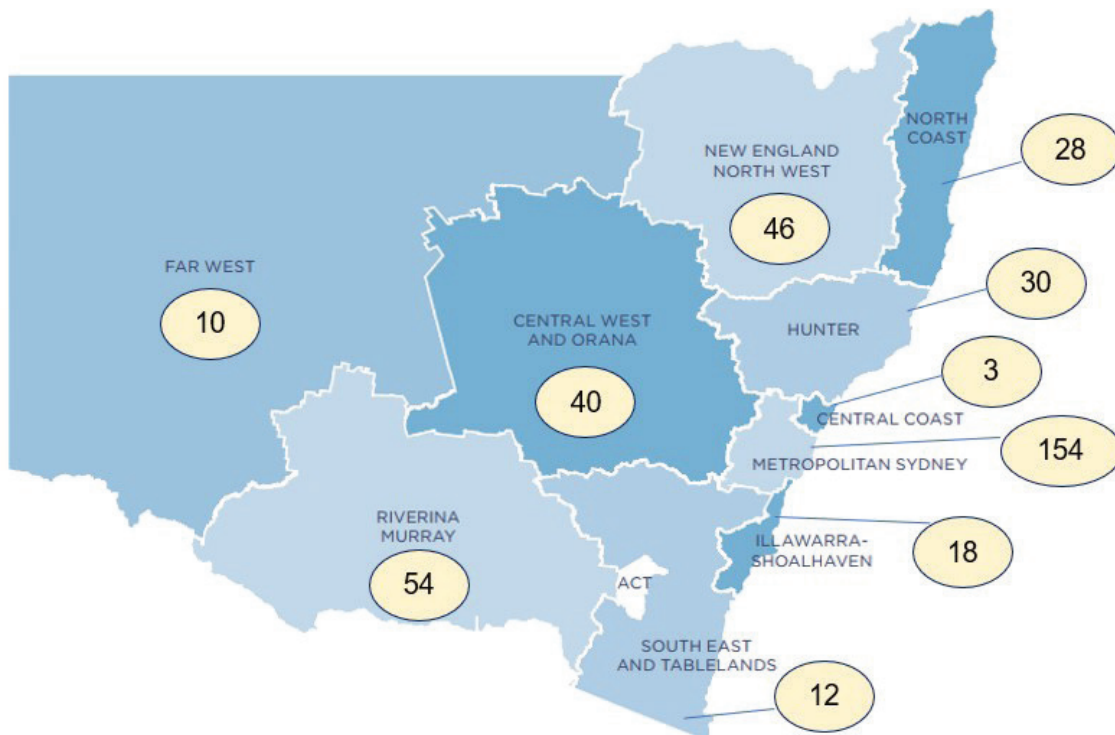 NORTH
COAST
28
NEW ENGLAND
NORTH WEST
46
FAR WEST
10
30
HUNTER
CENTRAL WEST
AND ORANA
40
3
CENTRAL COAST
154
METROPOLITAN SYDNEY
RIVERINA
MURRAY
54
ILLAWARRA-
SHOALHAVEN
18
ACT
SOUTH EAST
AND TABLELANDS
12